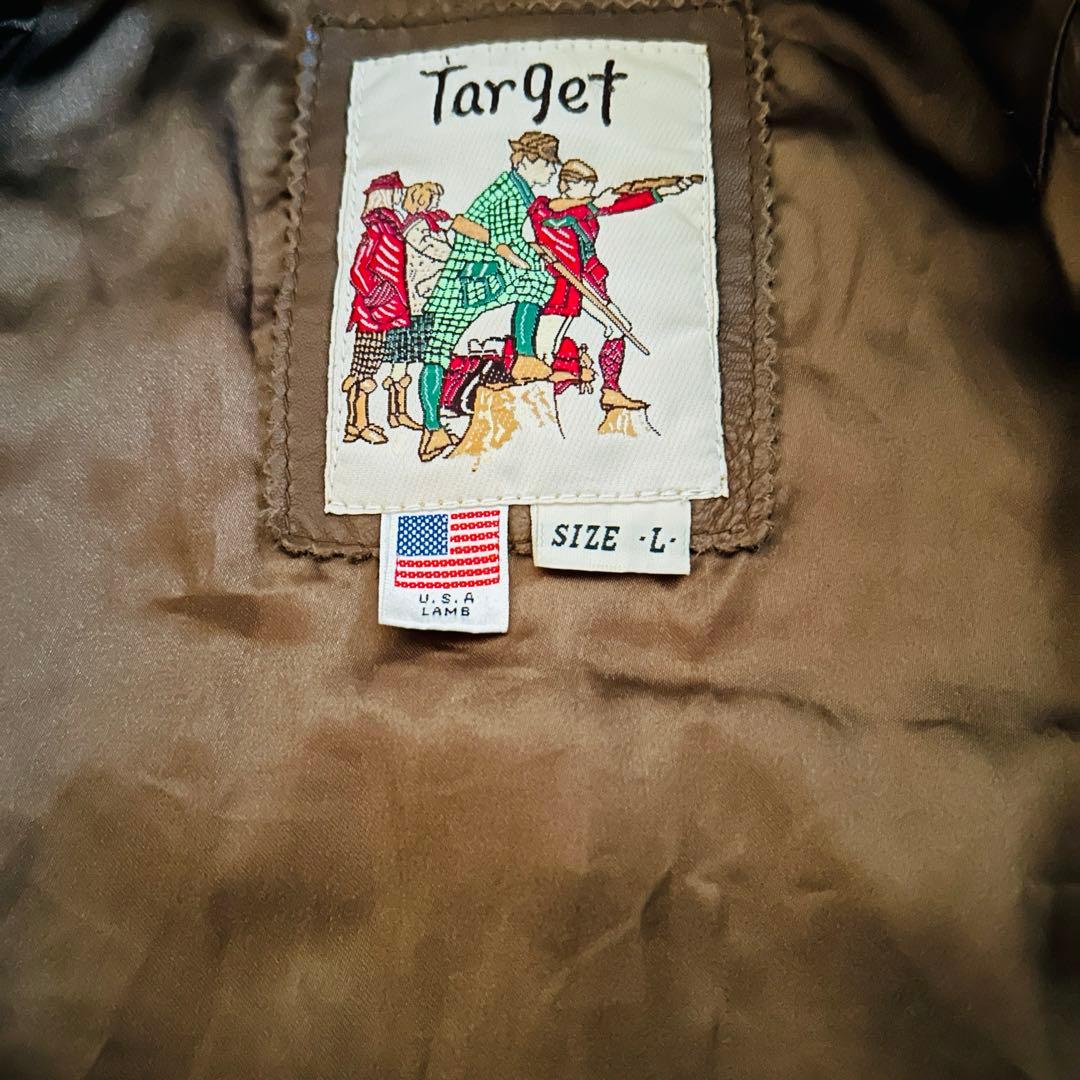 Target
SIZE ·L·
U.S.A
LAMB